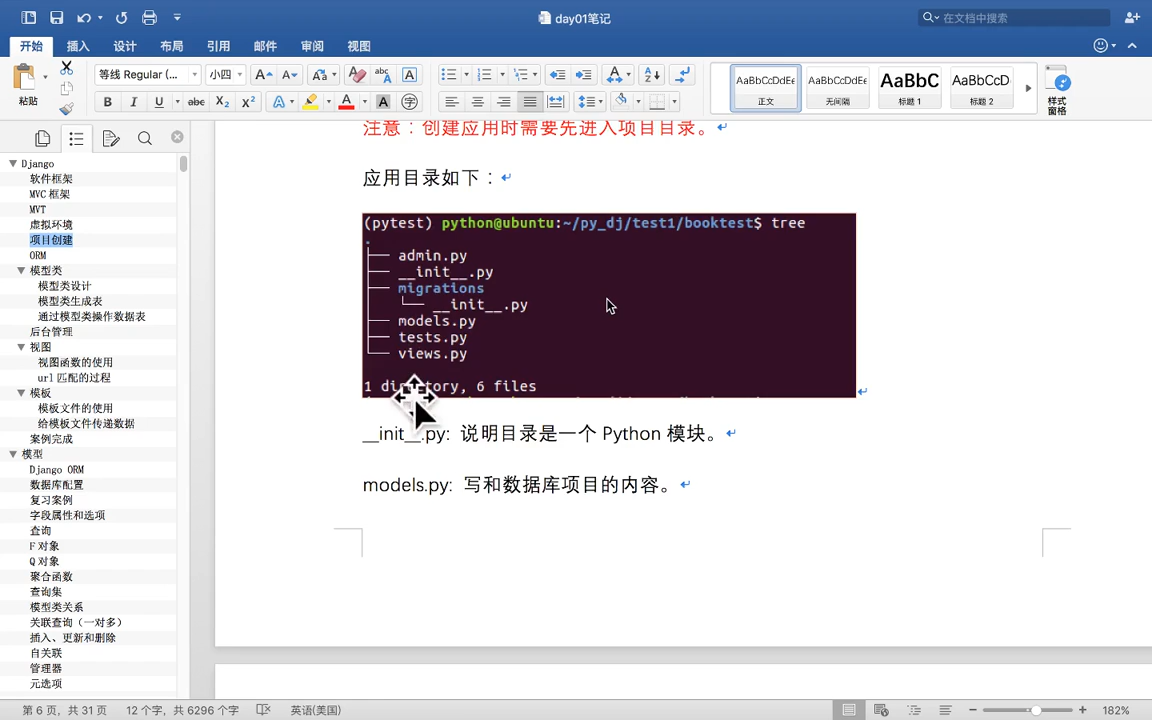 day01笔记
在文档中搜索
开始 插入 设计 布局 引用 邮件 审阅 视图
粘贴
等线 Regular (... 小四
AaBbCcDdEe 正文
AaBbCcDdEe 无间隔
AaBbC 标题 1
AaBbCcD 标题 2
样式
窗格
Django
软件框架
MVC 框架
MVT
虚拟环境
项目创建
ORM
模型类
模型类设计
模型类生成表
通过模型类操作数据表
后台管理
视图
视图函数的使用
url 匹配的过程
模板
模板文件的使用
给模板文件传递数据
案例完成
模型
Django ORM
数据库配置
复习案例
字段属性和选项
查询
F 对象
Q 对象
聚合函数
查询集
模型类关系
关联查询（一对多）
插入、更新和删除
自关联
管理器
元选项
注意：创建应用时需要先进入项目目录。
应用目录如下：
(pytest) python@ubuntu:~/py_dj/test1/booktest$ tree
.
├── admin.py
├── __init__.py
├── migrations
│   └── __init__.py
├── models.py
├── tests.py
└── views.py
1 directory, 6 files
__init__.py: 说明目录是一个 Python 模块。
models.py: 写和数据库项目的内容。
第 6 页，共 31 页 12 个字，共 6296 个字 英语(美国) 182%